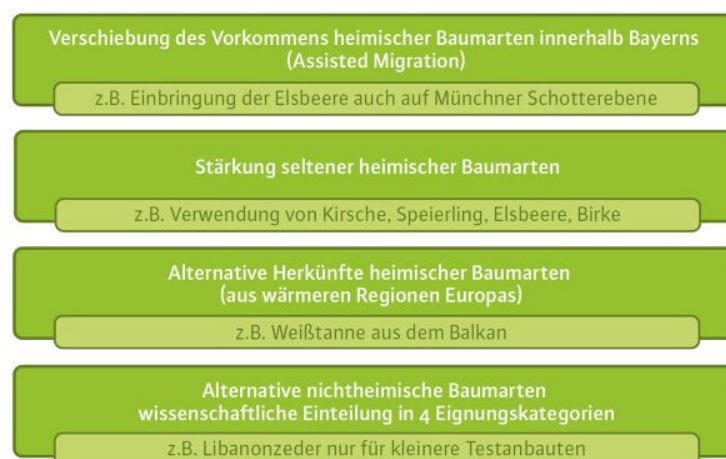 Verschiebung des Vorkommens heimischer Baumarten innerhalb Bayerns
(Assisted Migration)
z.B. Einbringung der Elsbeere auch auf Münchner Schotterebene
Stärkung seltener heimischer Baumarten
z.B. Verwendung von Kirsche, Speierling, Elsbeere, Birke
Alternative Herkünfte heimischer Baumarten
(aus wärmeren Regionen Europas)
z.B. Weißtanne aus dem Balkan
Alternative nichtheimische Baumarten
wissenschaftliche Einteilung in 4 Eignungskategorien
z.B. Libanonzeder nur für kleinere Testanbauten